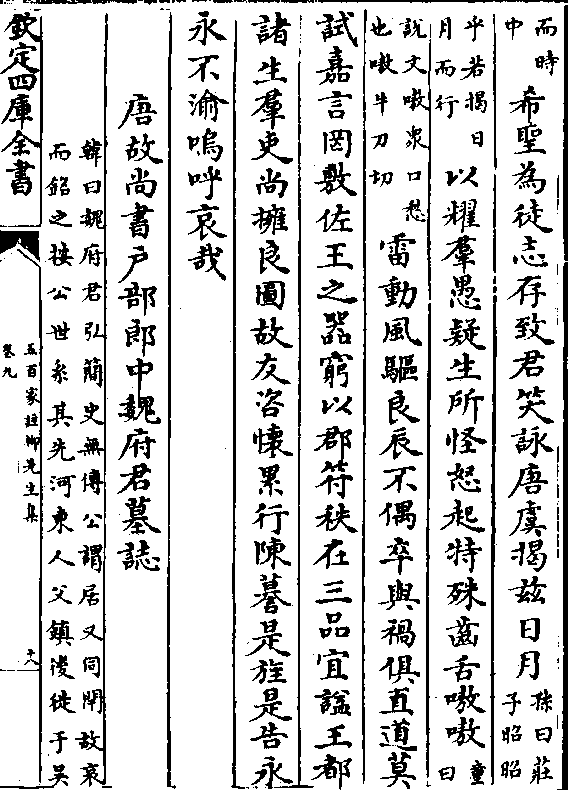 而時中希聖為徒志存致君笑詠唐虞揭兹日月孫曰莊子昭昭
乎若揭日月而行以耀羣愚疑生所怪怒起特殊齒舌嗷嗷童曰
說文嗷衆口愁也嗷牛刀切雷動風驅良辰不偶卒與禍俱直道莫
試嘉言罔敷佐王之器窮以郡符秩在三品宜謚王都
諸生羣吏尚擁良圖故友咨懷累行陳謩是旌是告永
永不渝嗚呼哀哉
唐故尚書户部郎中魏府君墓誌
韓曰魏府君弘簡史無傳公謂居又同閈故哀
而銘之按公世系其先河東人父鎮後徙于吴
欽定四庫全書
五百家註柳先生集
卷九
十八